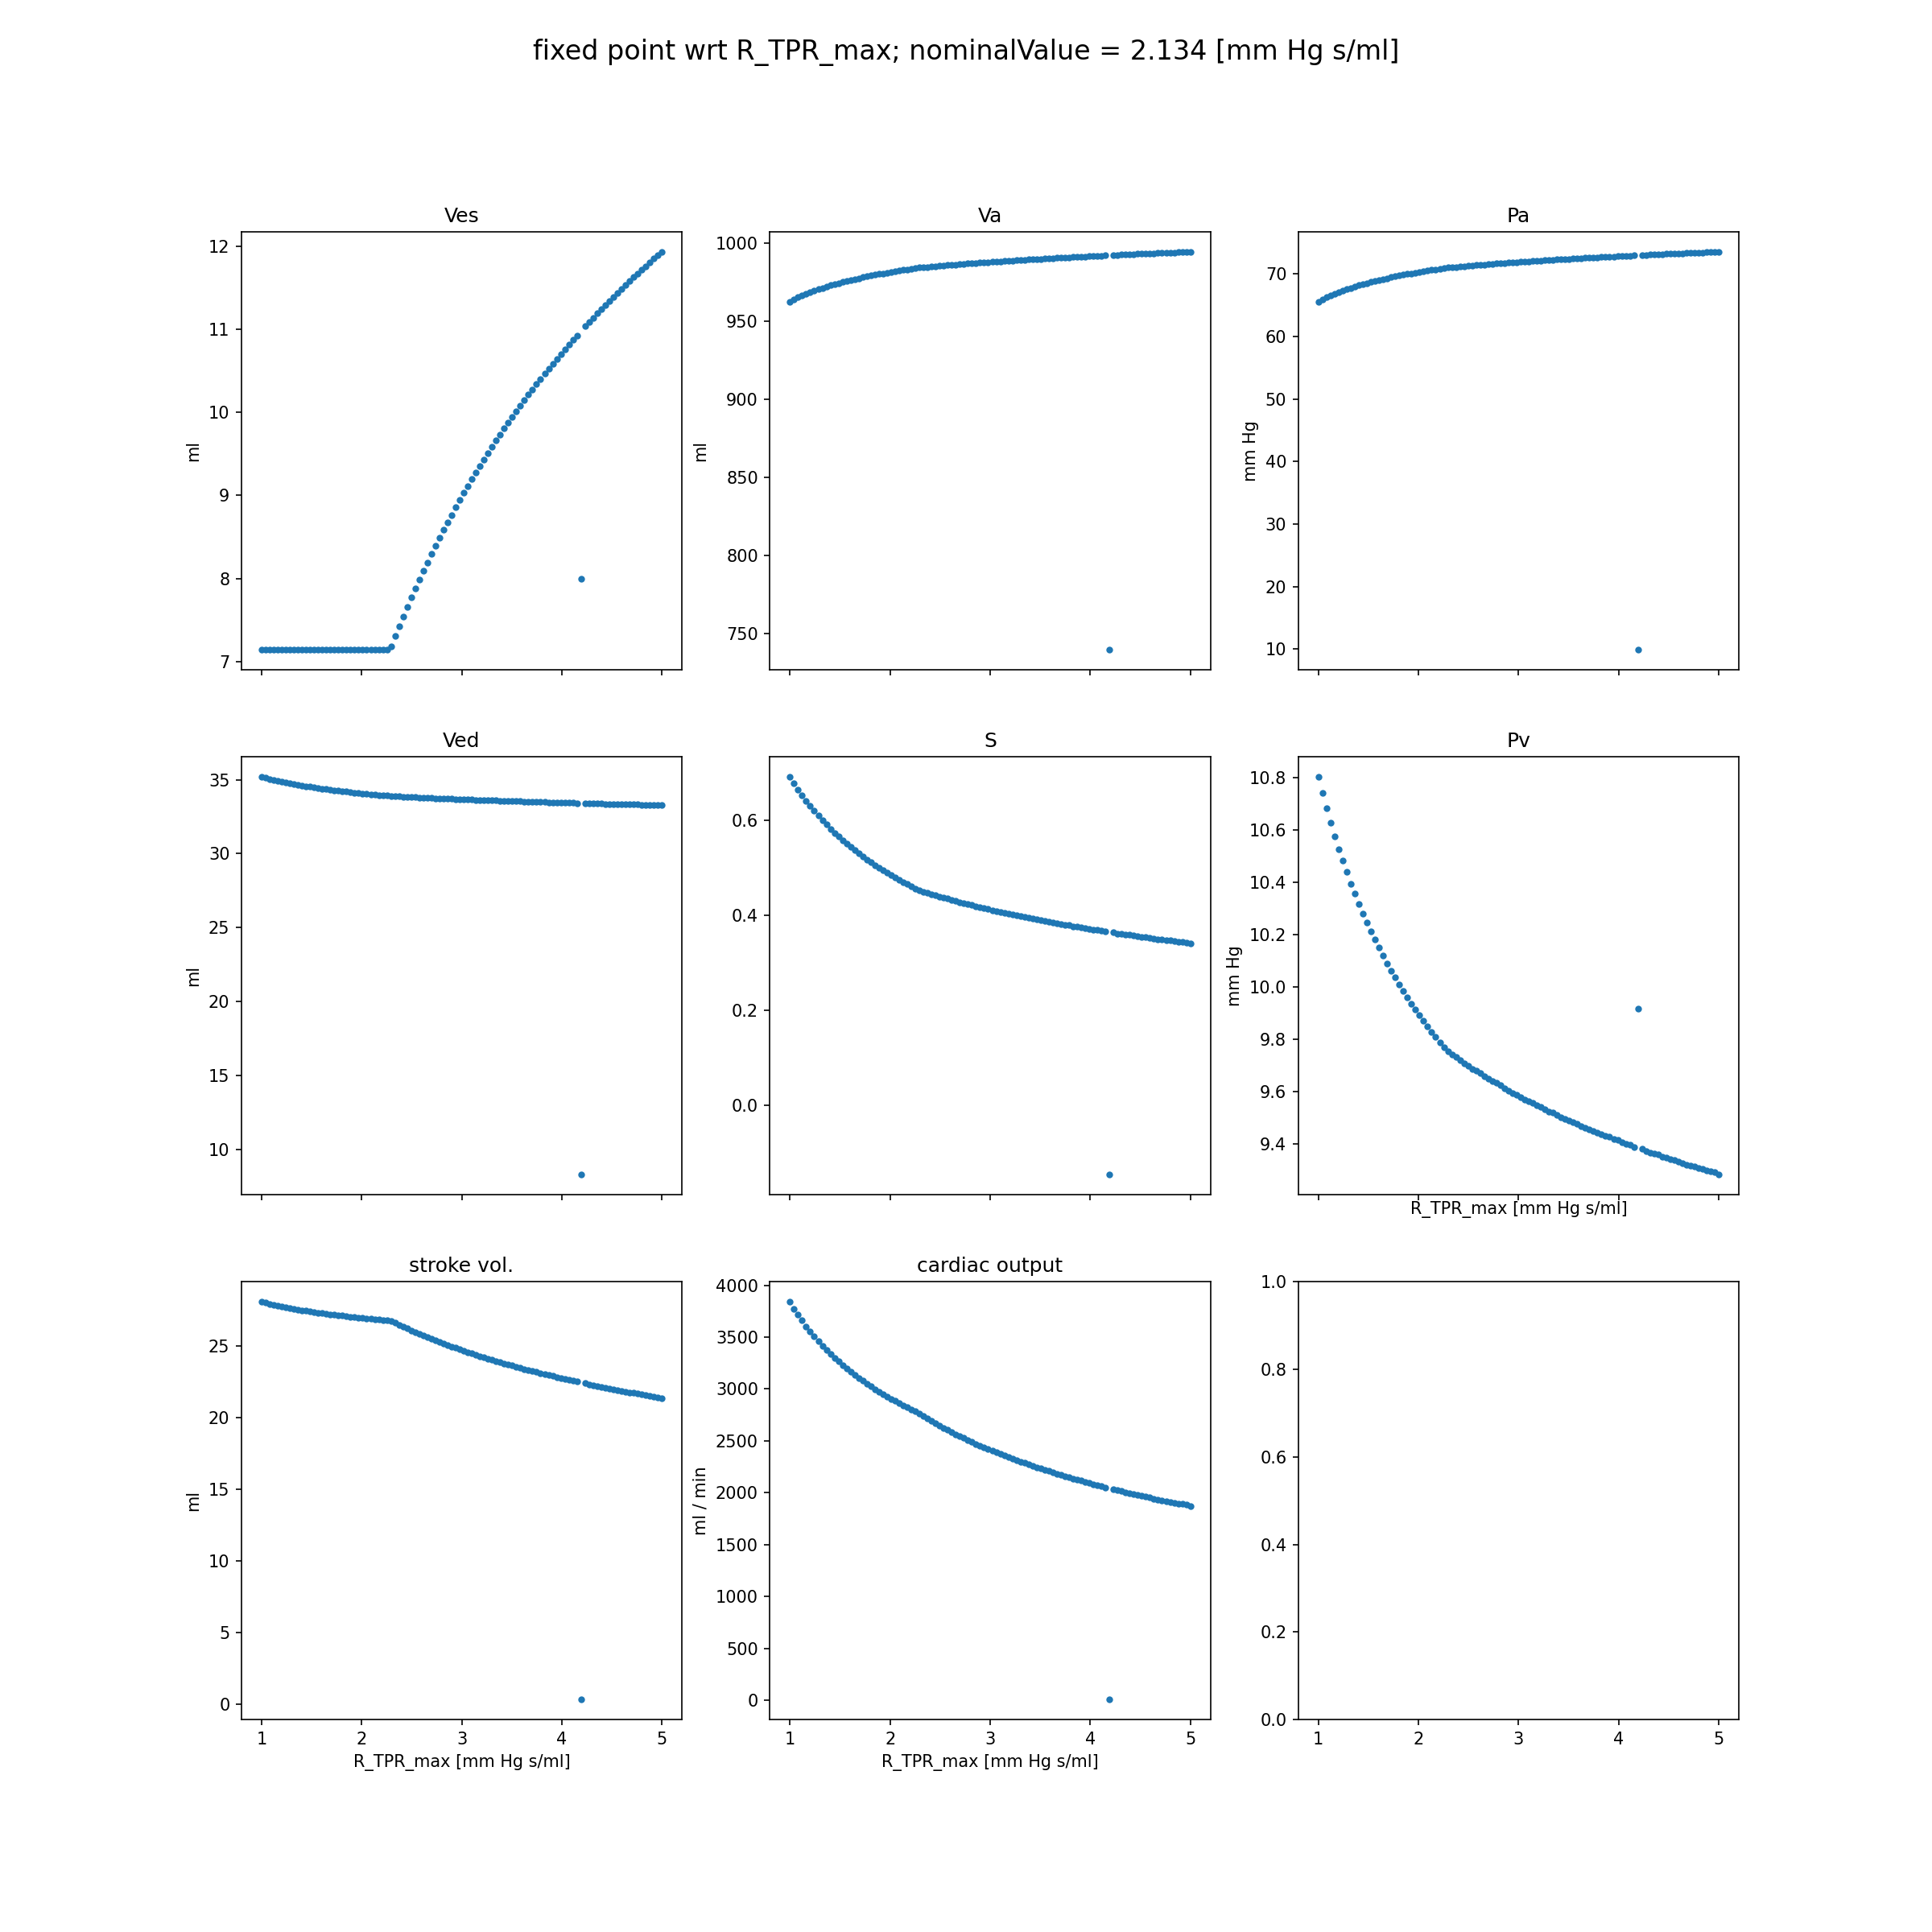 fixed point wrt R_TPR_max; nominalValue = 2.134 [mm Hg s/ml]
Ves
12
11
10
9
8
7
ml
Va
1000
950
900
850
800
750
ml
Pa
70
60
50
40
30
20
10
mm Hg
Ved
35
30
25
20
15
10
ml
S
0.6
0.4
0.2
0.0
Pv
10.8
10.6
10.4
10.2
10.0
9.8
9.6
9.4
mm Hg
R_TPR_max [mm Hg s/ml]
stroke vol.
25
20
15
10
5
0
ml
1 2 3 4 5
R_TPR_max [mm Hg s/ml]
cardiac output
4000
3500
3000
2500
2000
1500
1000
500
0
ml / min
1 2 3 4 5
R_TPR_max [mm Hg s/ml]
1.0
0.8
0.6
0.4
0.2
0.0
1 2 3 4 5